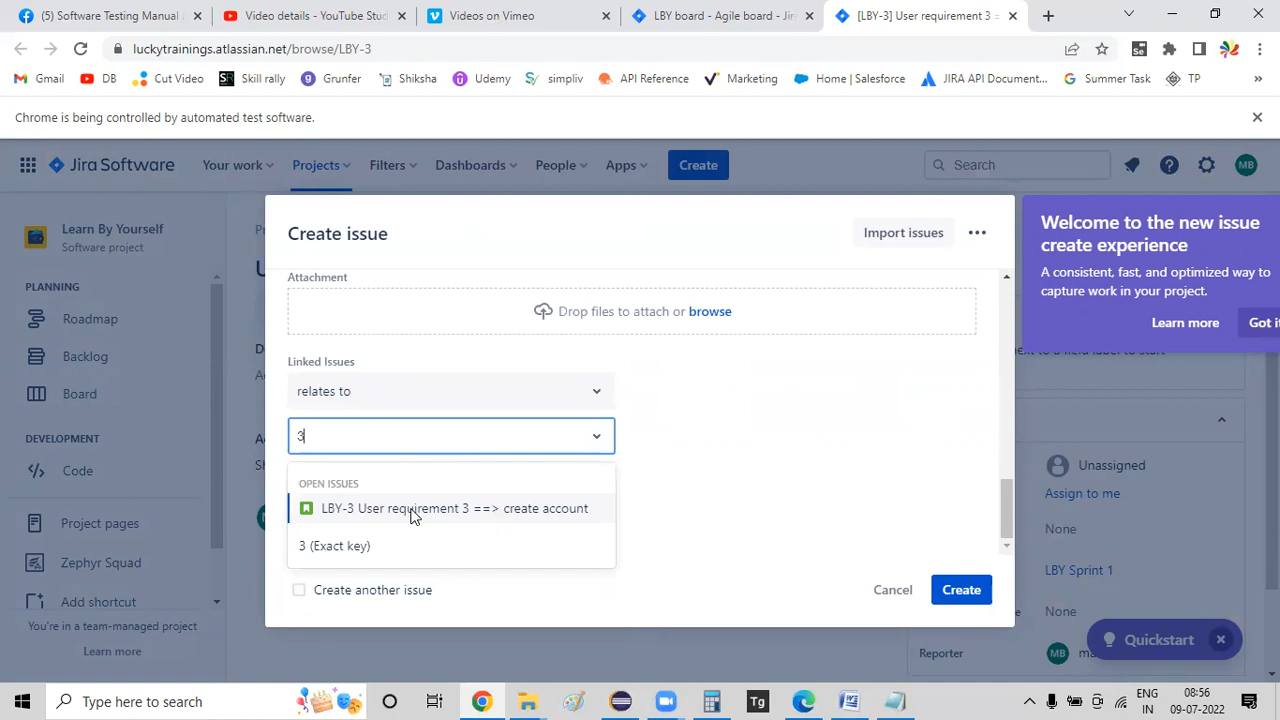 (5) Software Testing Manual a
Video details - YouTube Studi
Videos on Vimeo
LBY board - Agile board - Jira
[LBY-3] User requirement 3 =
luckytrainings.atlassian.net/browse/LBY-3
Gmail
DB
Cut Video
Skill rally
Grunfer
Shiksha
Udemy
simpliv
API Reference
Marketing
Home | Salesforce
JIRA API Document...
Summer Task
TP
Chrome is being controlled by automated test software.
Jira Software
Your work
Projects
Filters
Dashboards
People
Apps
Create
Search
MB
Learn By Yourself
Software project
PLANNING
Roadmap
Backlog
Board
DEVELOPMENT
Code
Project pages
Zephyr Squad
Add shortcut
You're in a team-managed project
Learn more
Create issue
Import issues
Attachment
Drop files to attach or browse
Linked Issues
relates to
3
OPEN ISSUES
LBY-3 User requirement 3 ==> create account
3 (Exact key)
Create another issue
Cancel
Create
Welcome to the new issue
create experience
A consistent, fast, and optimized way to
capture work in your project.
Learn more
Got it
Unassigned
Assign to me
None
LBY Sprint 1
None
Quickstart
Reporter
MB
Type here to search
Tg
ENG
IN
08:56
09-07-2022